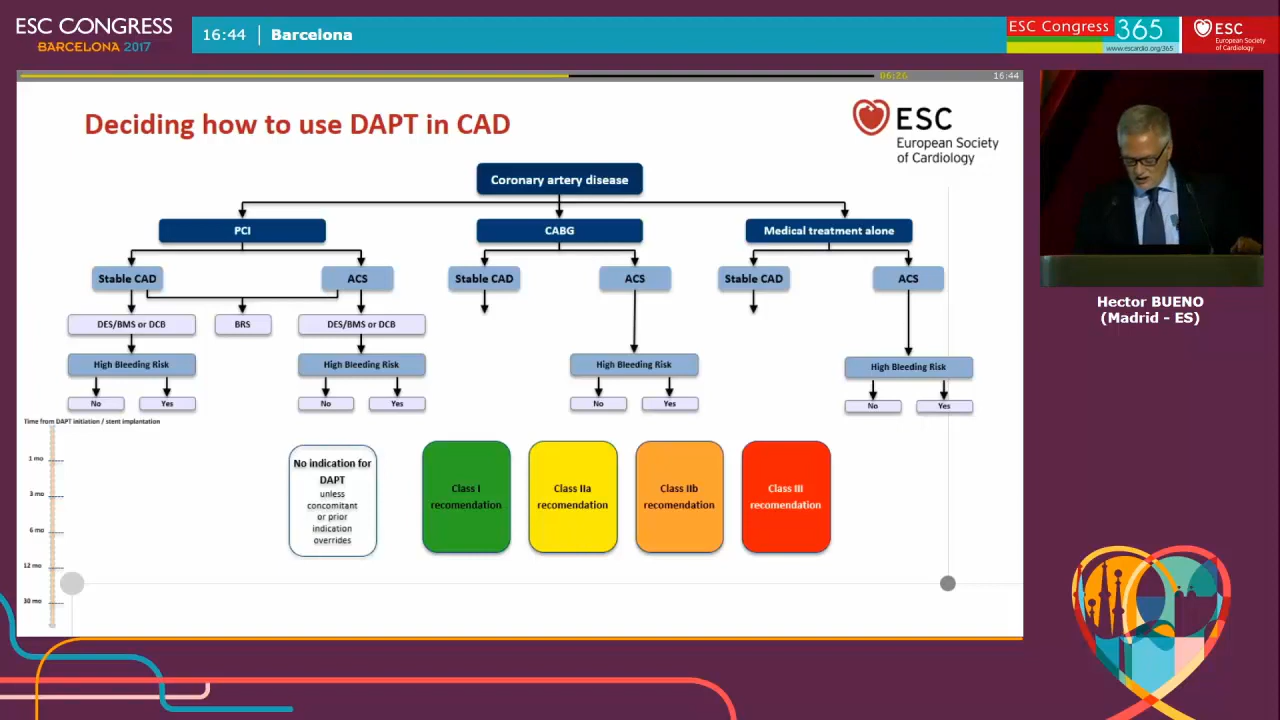 ESC CONGRESS
BARCELONA 2017
16:44
Barcelona
ESC Congress
365
www.escardio.org/365
ESC
European Society
of Cardiology
06:26
16:44
Deciding how to use DAPT in CAD
ESC
European Society
of Cardiology
Coronary artery disease
PCI
CABG
Medical treatment alone
Stable CAD
ACS
Stable CAD
ACS
Stable CAD
ACS
DES/BMS or DCB
BRS
DES/BMS or DCB
High Bleeding Risk
High Bleeding Risk
High Bleeding Risk
High Bleeding Risk
No
Yes
No
Yes
No
Yes
No
Yes
Time from DAPT initiation / stent implantation
1 mo
3 mo
6 mo
12 mo
30 mo
No indication for
DAPT
unless
concomitant
or prior
indication
overrides
Class I
recomendation
Class IIa
recomendation
Class IIb
recomendation
Class III
recomendation
Hector BUENO
(Madrid - ES)